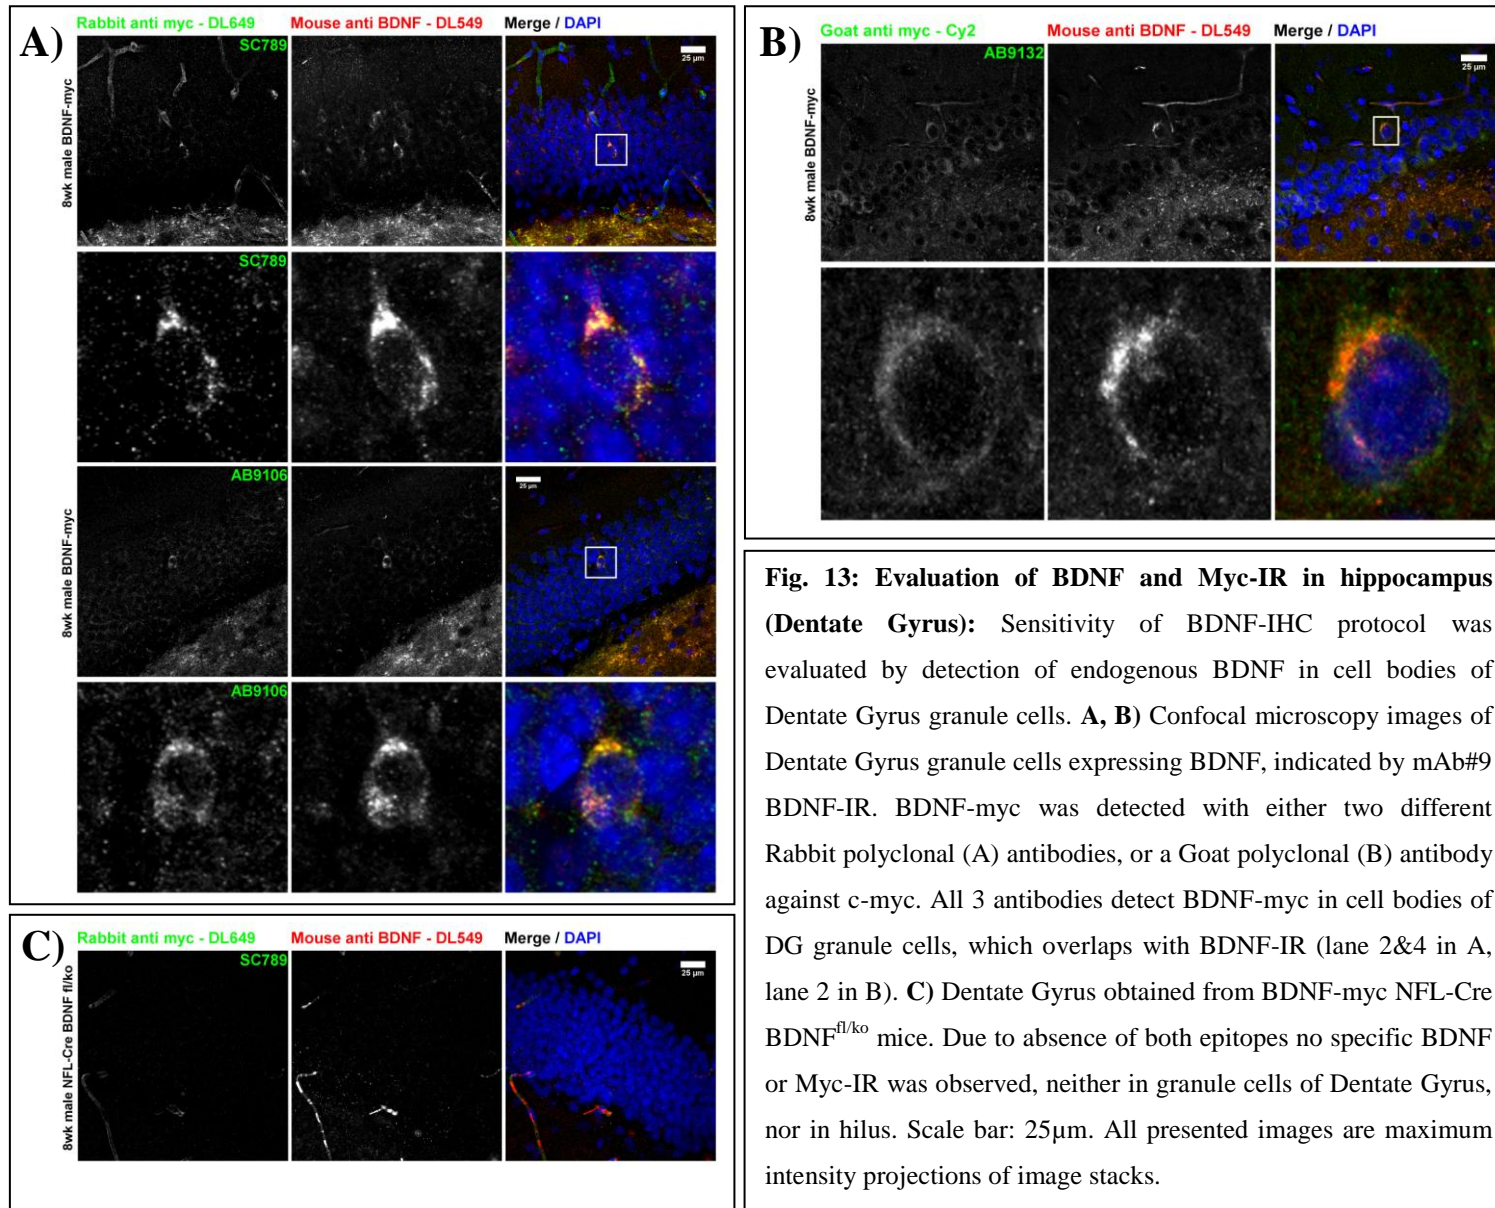 A)
Rabbit anti myc - DL649 Mouse anti BDNF - DL549 Merge / DAPI
8wk male BDNF-myc
SC789
25 µm
SC789
8wk male BDNF-myc
AB9106
25 µm
AB9106
B)
Goat anti myc - Cy2 Mouse anti BDNF - DL549 Merge / DAPI
8wk male BDNF-myc
AB9132
25 µm
C)
Rabbit anti myc - DL649 Mouse anti BDNF - DL549 Merge / DAPI
8wk male NFL-Cre BDNF fl/ko
SC789
25 µm
Fig. 13: Evaluation of BDNF and Myc-IR in hippocampus
(Dentate Gyrus): Sensitivity of BDNF-IHC protocol was
evaluated by detection of endogenous BDNF in cell bodies of
Dentate Gyrus granule cells. A, B) Confocal microscopy images of
Dentate Gyrus granule cells expressing BDNF, indicated by mAb#9
BDNF-IR. BDNF-myc was detected with either two different
Rabbit polyclonal (A) antibodies, or a Goat polyclonal (B) antibody
against c-myc. All 3 antibodies detect BDNF-myc in cell bodies of
DG granule cells, which overlaps with BDNF-IR (lane 2&4 in A,
lane 2 in B). C) Dentate Gyrus obtained from BDNF-myc NFL-Cre
BDNFfl/ko mice. Due to absence of both epitopes no specific BDNF
or Myc-IR was observed, neither in granule cells of Dentate Gyrus,
nor in hilus. Scale bar: 25µm. All presented images are maximum
intensity projections of image stacks.